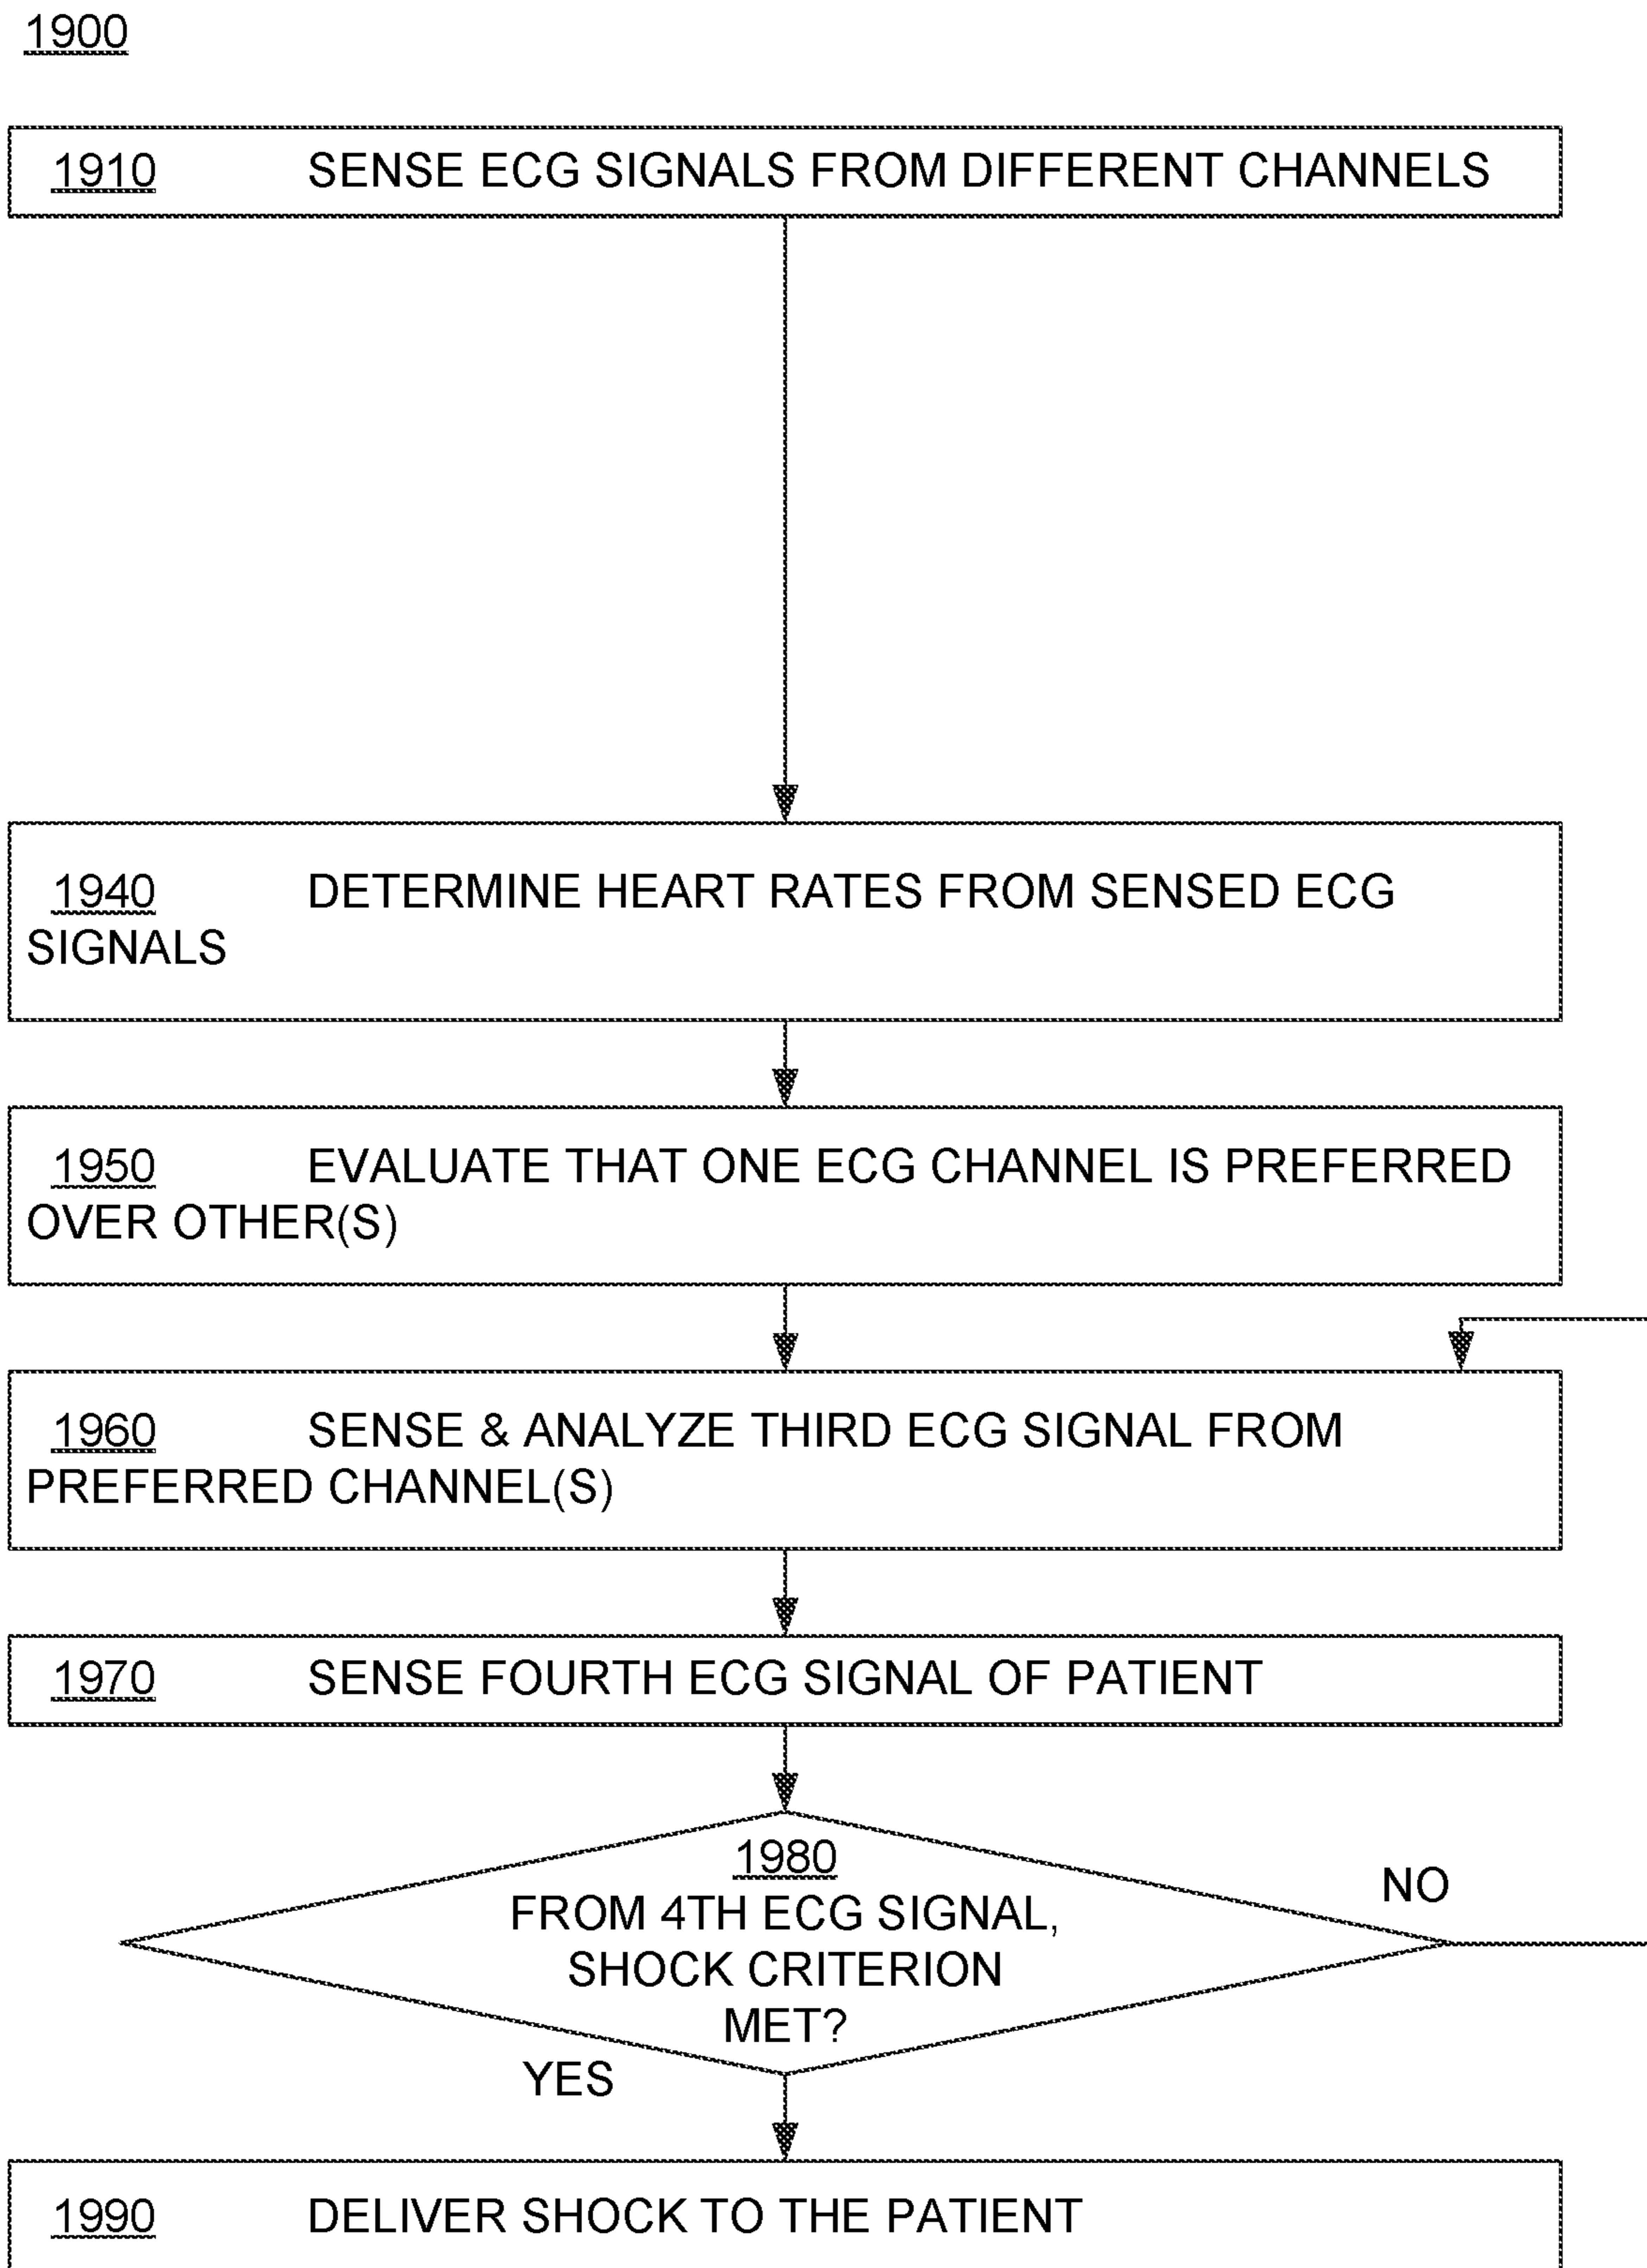 1900
1910 SENSE ECG SIGNALS FROM DIFFERENT CHANNELS
1940 DETERMINE HEART RATES FROM SENSED ECG
SIGNALS
1950 EVALUATE THAT ONE ECG CHANNEL IS PREFERRED
OVER OTHER(S)
1960 SENSE & ANALYZE THIRD ECG SIGNAL FROM
PREFERRED CHANNEL(S)
1970 SENSE FOURTH ECG SIGNAL OF PATIENT
1980
NO
FROM 4TH ECG SIGNAL,
SHOCK CRITERION
MET?
YES
1990 DELIVER SHOCK TO THE PATIENT